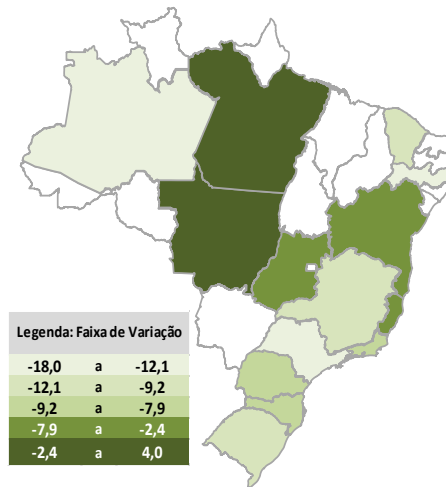 Legenda: Faixa de Variação
-18,0 a -12,1
-12,1 a -9,2
-9,2 a -7,9
-7,9 a -2,4
-2,4 a 4,0